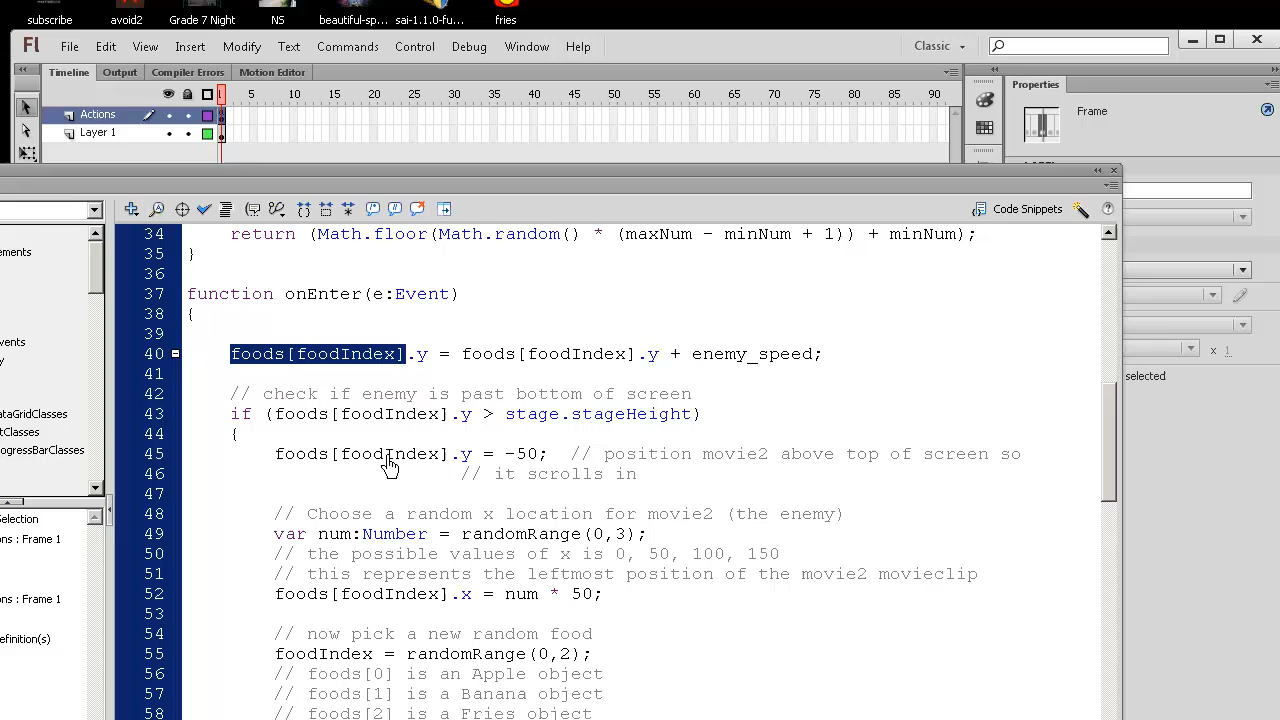 subscribe avoid2 Grade 7 Night N5 beautiful-sp... sai-1.1.0-fu... fries
Fl File Edit View Insert Modify Text Commands Control Debug Window Help Classic
Timeline Output Compiler Errors Motion Editor Properties
1 5 10 15 20 25 30 35 40 45 50 55 60 65 70 75 80 85 90
Actions
Layer 1
Frame
Code Snippets
34 return (Math.floor(Math.random() * (maxNum - minNum + 1)) + minNum);
35 }
36
37 function onEnter(e:Event)
38 {
39
40 foods[foodIndex].y = foods[foodIndex].y + enemy_speed;
41
42 // check if enemy is past bottom of screen
43 if (foods[foodIndex].y > stage.stageHeight)
44 {
45 foods[foodIndex].y = -50; // position movie2 above top of screen so
46 // it scrolls in
47
48 // Choose a random x location for movie2 (the enemy)
49 var num:Number = randomRange(0,3);
50 // the possible values of x is 0, 50, 100, 150
51 // this represents the leftmost position of the movie2 movieclip
52 foods[foodIndex].x = num * 50;
53
54 // now pick a new random food
55 foodIndex = randomRange(0,2);
56 // foods[0] is an Apple object
57 // foods[1] is a Banana object
58 // foods[2] is a Fries object
ements
vents
y
ataGridClasses
tClasses
ogressBarClass
Selection
ons : Frame 1
ons : Frame 1
efinition(s)
x 1
selected